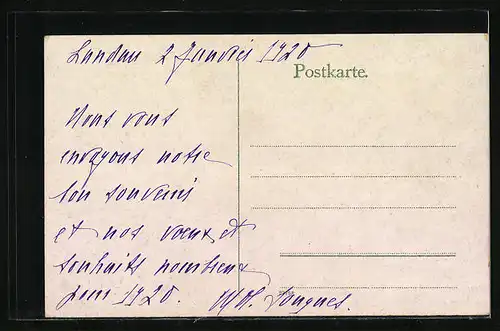 Landau 2 Janvier 1920
Postkarte.
Nous vous
envoyons notre
bon souvenir
et nos voeux et
souhaits nombreux
pour 1920.